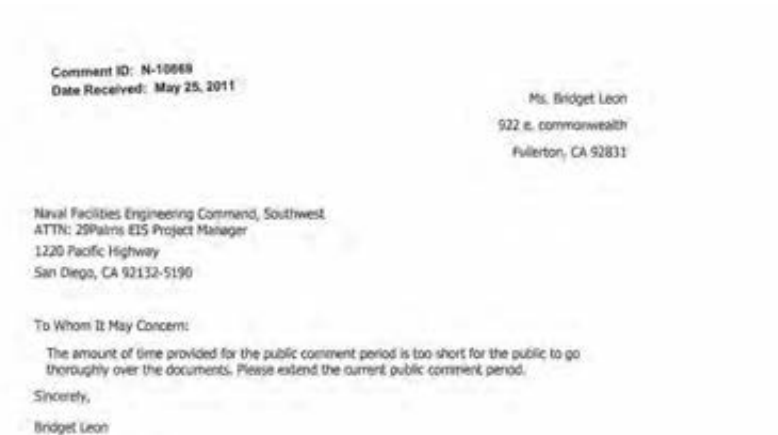 Comment ID: N-10669
Date Received: May 25, 2011
Ms. Bridget Leon
922 e. commonwealth
Fullerton, CA 92831
Naval Facilities Engineering Command, Southwest
ATTN: 29Palms EIS Project Manager
1220 Pacific Highway
San Diego, CA 92132-5190
To Whom It May Concern:
The amount of time provided for the public comment period is too short for the public to go
thoroughly over the documents. Please extend the current public comment period.
Sincerely,
Bridget Leon